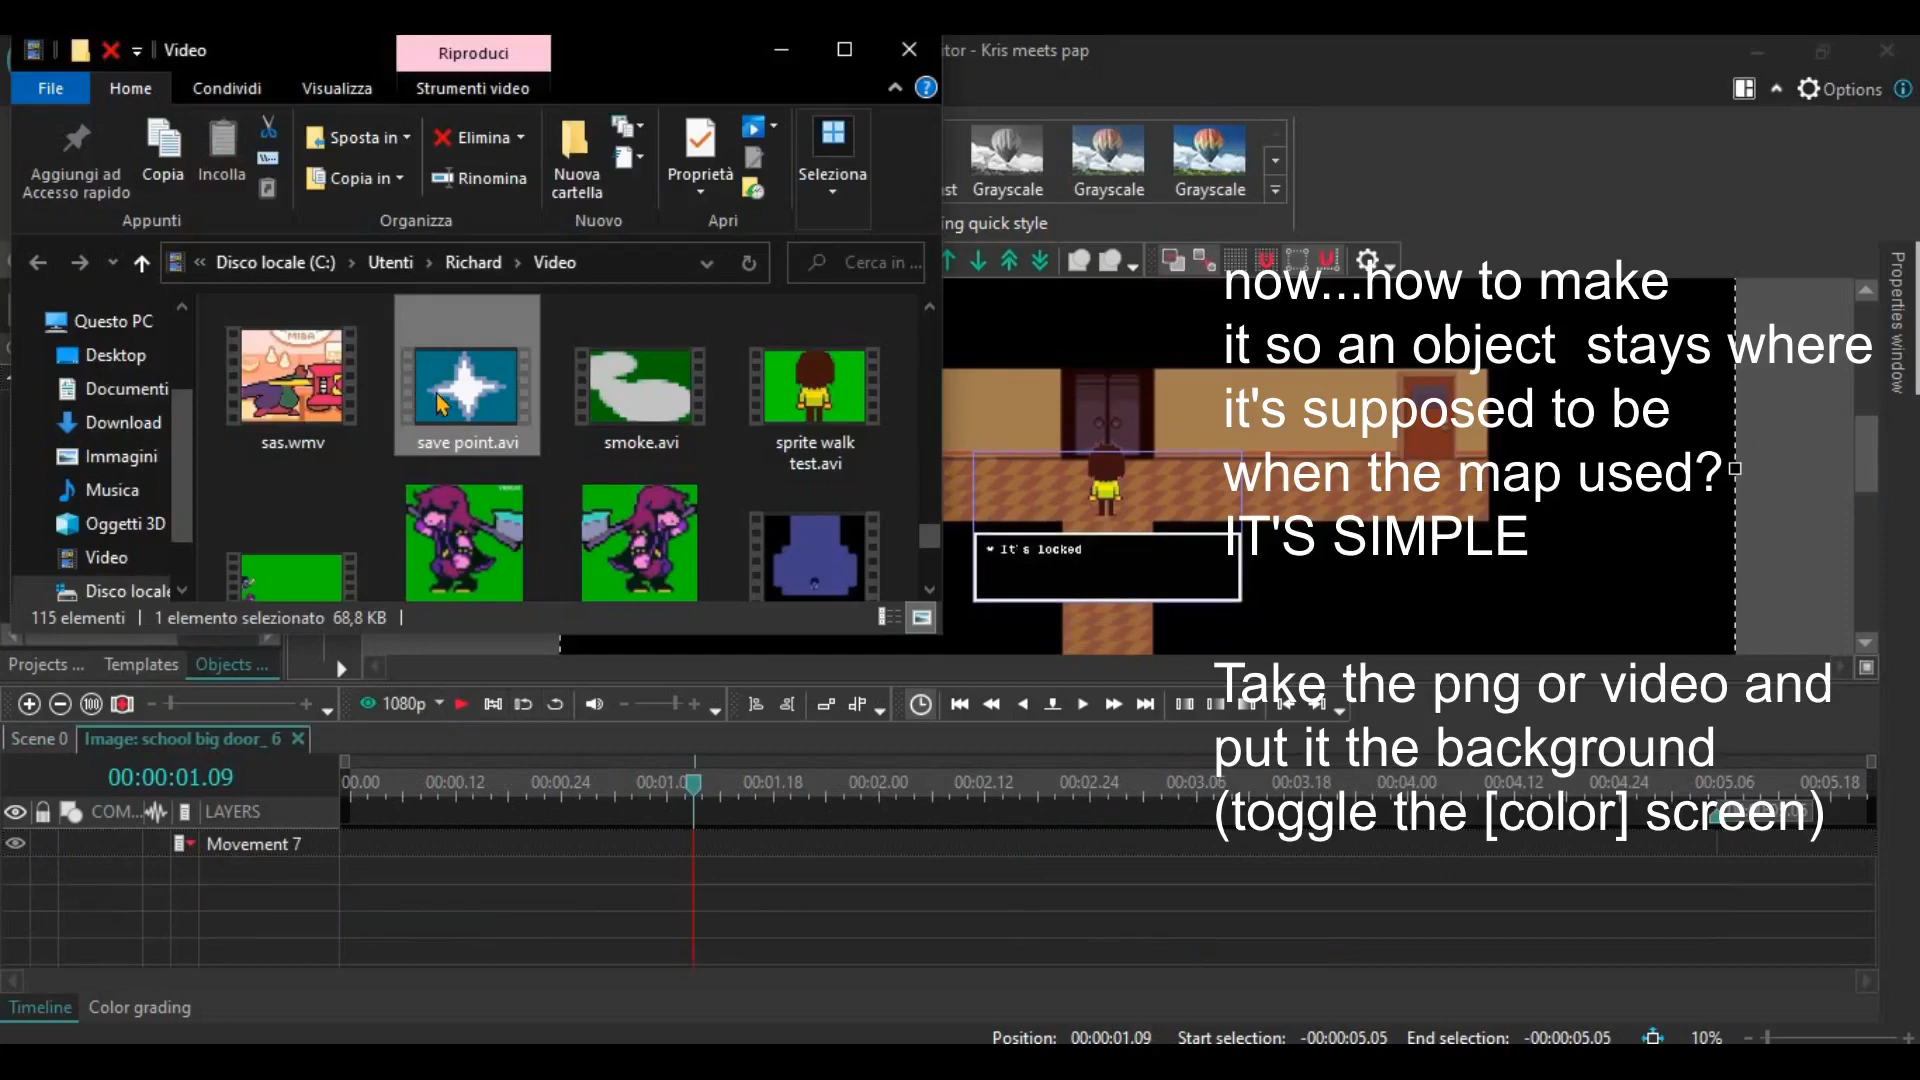 Video
Riproduci
tor - Kris meets pap
File
Home
Condividi
Visualizza
Strumenti video
Options
Aggiungi ad
Accesso rapido
Copia
Incolla
Sposta in
Copia in
Elimina
Rinomina
Nuova
cartella
Proprietà
Seleziona
st
Grayscale
Grayscale
Grayscale
Appunti
Organizza
Nuovo
Apri
ing quick style
« Disco locale (C:) › Utenti › Richard › Video
Cerca in ...
Properties window
now...how to make
it so an object stays where
it's supposed to be
when the map used?
IT'S SIMPLE
Questo PC
Desktop
Documenti
Download
Immagini
Musica
Oggetti 3D
Video
Disco locale
sas.wmv
save point.avi
smoke.avi
sprite walk
test.avi
* It's locked
115 elementi
1 elemento selezionato 68,8 KB
Projects ...
Templates
Objects ...
Take the png or video and
put it the background
(toggle the [color] screen)
1080p
Scene 0
Image: school big door_ 6
00:00:01.09
00.00
00:00.12
00:00.24
00:01.0
00:01.18
00:02.00
00:02.12
00:02.24
00:03.06
00:03.18
00:04.00
00:04.12
00:04.24
00:05.06
00:05.18
COM...
LAYERS
Movement 7
Timeline
Color grading
Position: 00:00:01.09
Start selection: -00:00:05.05
End selection: -00:00:05.05
10%